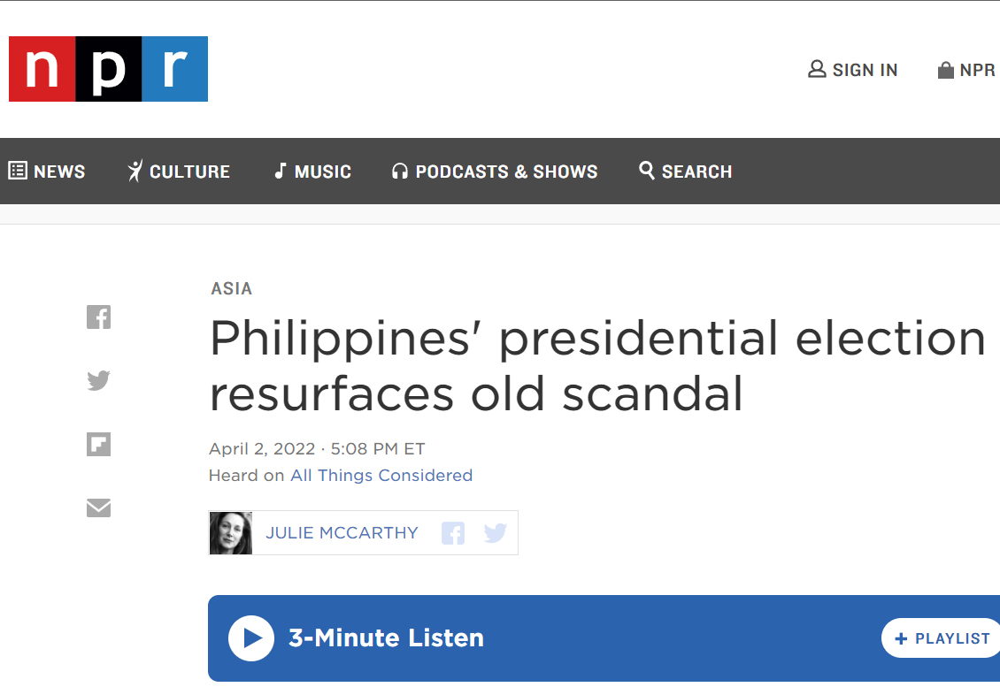 npr
SIGN IN
NPR
NEWS
CULTURE
MUSIC
PODCASTS & SHOWS
SEARCH
ASIA
Philippines' presidential election
resurfaces old scandal
April 2, 2022 · 5:08 PM ET
Heard on All Things Considered
JULIE MCCARTHY
3-Minute Listen
+ PLAYLIST